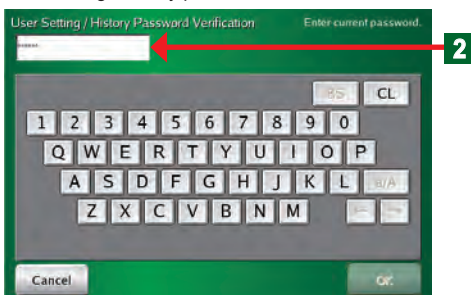 User Setting / History Password Verification Enter current password.
******
2
BS CL
1 2 3 4 5 6 7 8 9 0
Q W E R T Y U I O P
A S D F G H J K L a/A
Z X C V B N M ← →
Cancel OK